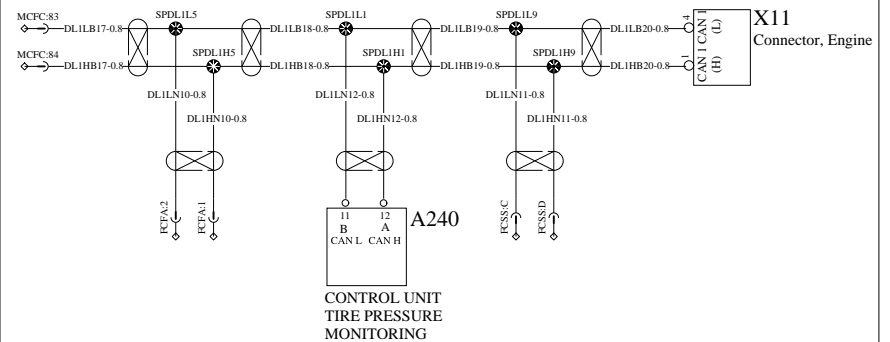 MCFC:83
DL1LB17-0.8
SPDL1L5
DL1LB18-0.8
SPDL1L1
DL1LB19-0.8
SPDL1L9
DL1LB20-0.8
4
CAN 1
(L)
X11
Connector, Engine
MCFC:84
DL1HB17-0.8
SPDL1H5
DL1HB18-0.8
SPDL1H1
DL1HB19-0.8
SPDL1H9
DL1HB20-0.8
1
CAN 1
(H)
DL1LN10-0.8
DL1LN12-0.8
DL1LN11-0.8
DL1HN10-0.8
DL1HN12-0.8
DL1HN11-0.8
FCFA:2
FCFA:1
FCSS:C
FCSS:D
11
12
B
A
CAN L
CAN H
A240
CONTROL UNIT
TIRE PRESSURE
MONITORING